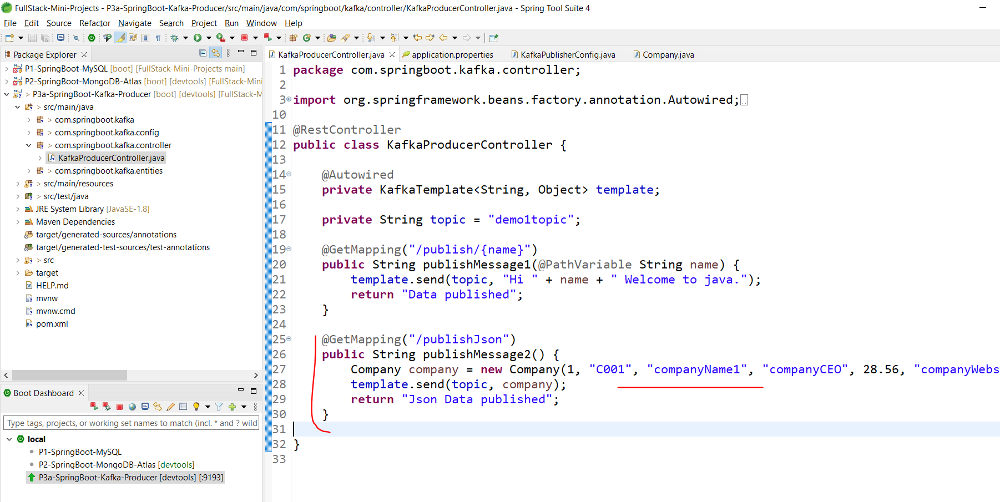 FullStack-Mini-Projects - P3a-SpringBoot-Kafka-Producer/src/main/java/com/springboot/kafka/controller/KafkaProducerController.java - Spring Tool Suite 4
File Edit Source Refactor Navigate Search Project Run Window Help
Package Explorer
P1-SpringBoot-MySQL [boot] [FullStack-Mini-Projects main]
P2-SpringBoot-MongoDB-Atlas [boot] [devtools] [FullStack-Mini
> P3a-SpringBoot-Kafka-Producer [boot] [devtools] [FullStack-M
> src/main/java
> com.springboot.kafka
> com.springboot.kafka.config
> com.springboot.kafka.controller
KafkaProducerController.java
> com.springboot.kafka.entities
> src/main/resources
> src/test/java
JRE System Library [JavaSE-1.8]
Maven Dependencies
target/generated-sources/annotations
target/generated-test-sources/test-annotations
> src
target
HELP.md
mvnw
mvnw.cmd
pom.xml
Boot Dashboard
Type tags, projects, or working set names to match (incl. * and ? wild
local
P1-SpringBoot-MySQL
P2-SpringBoot-MongoDB-Atlas [devtools]
P3a-SpringBoot-Kafka-Producer [devtools] [:9193]
KafkaProducerController.java application.properties KafkaPublisherConfig.java Company.java
1 package com.springboot.kafka.controller;
2
3 import org.springframework.beans.factory.annotation.Autowired;
10
11 @RestController
12 public class KafkaProducerController {
13
14 @Autowired
15 private KafkaTemplate<String, Object> template;
16
17 private String topic = "demo1topic";
18
19 @GetMapping("/publish/{name}")
20 public String publishMessage1(@PathVariable String name) {
21 template.send(topic, "Hi " + name + " Welcome to java.");
22 return "Data published";
23 }
24
25 @GetMapping("/publishJson")
26 public String publishMessage2() {
27 Company company = new Company(1, "C001", "companyName1", "companyCEO", 28.56, "companyWebs
28 template.send(topic, company);
29 return "Json Data published";
30 }
31
32 }
33